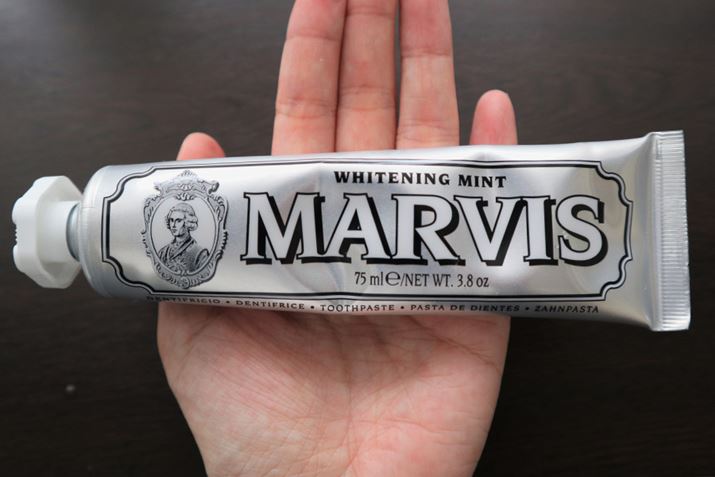 WHITENING MINT
MARVIS
75 ml ℮/NET WT. 3.8 oz
DENTIFRICIO • DENTIFRICE • TOOTHPASTE • PASTA DE DIENTES • ZAHNPASTA